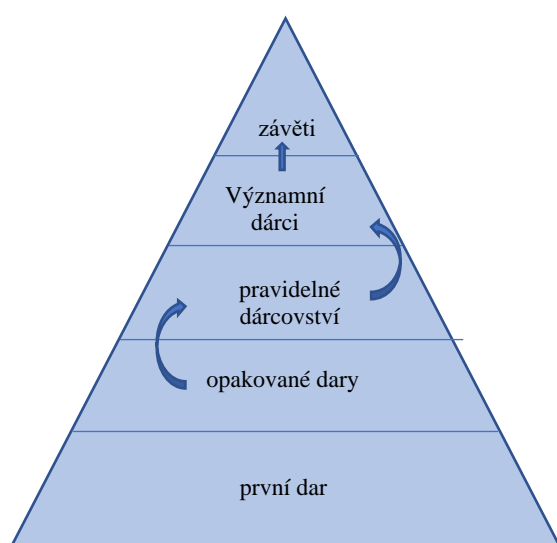 závěti
Významní
dárci
pravidelné
dárcovství
opakované dary
první dar